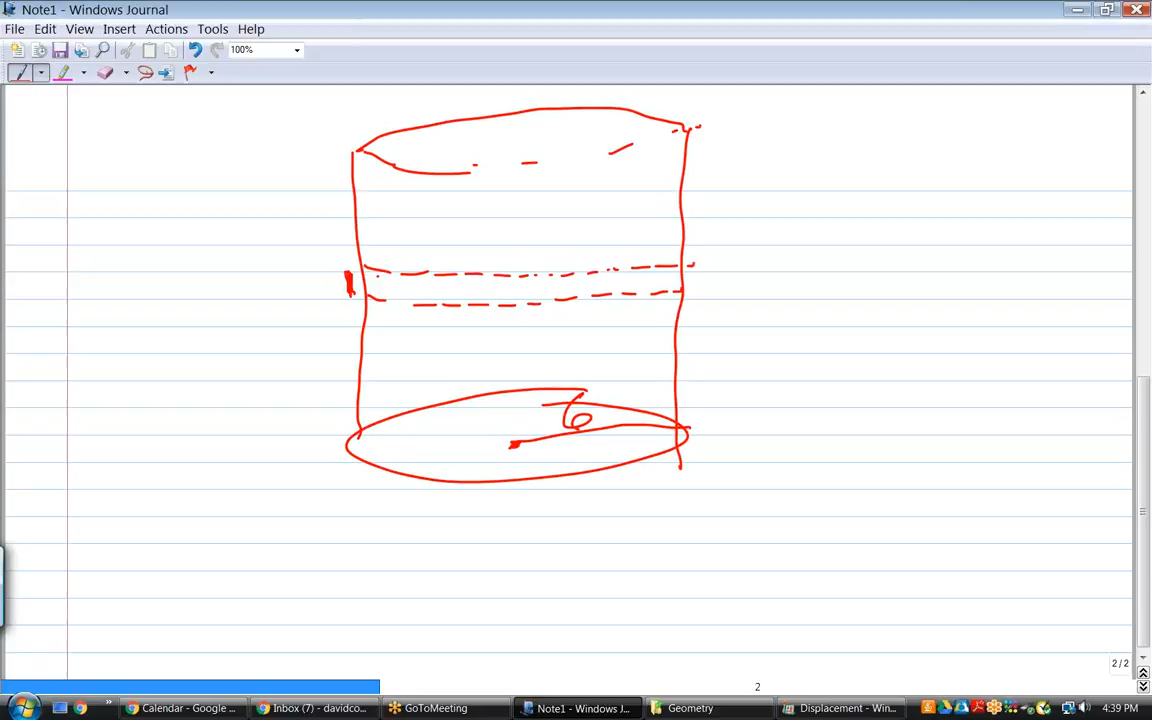 Note1 - Windows Journal
File Edit View Insert Actions Tools Help
100%
6
2/2
2
Calendar - Google ...
Inbox (7) - davidco...
GoToMeeting
Note1 - Windows J...
Geometry
Displacement - Win...
4:39 PM